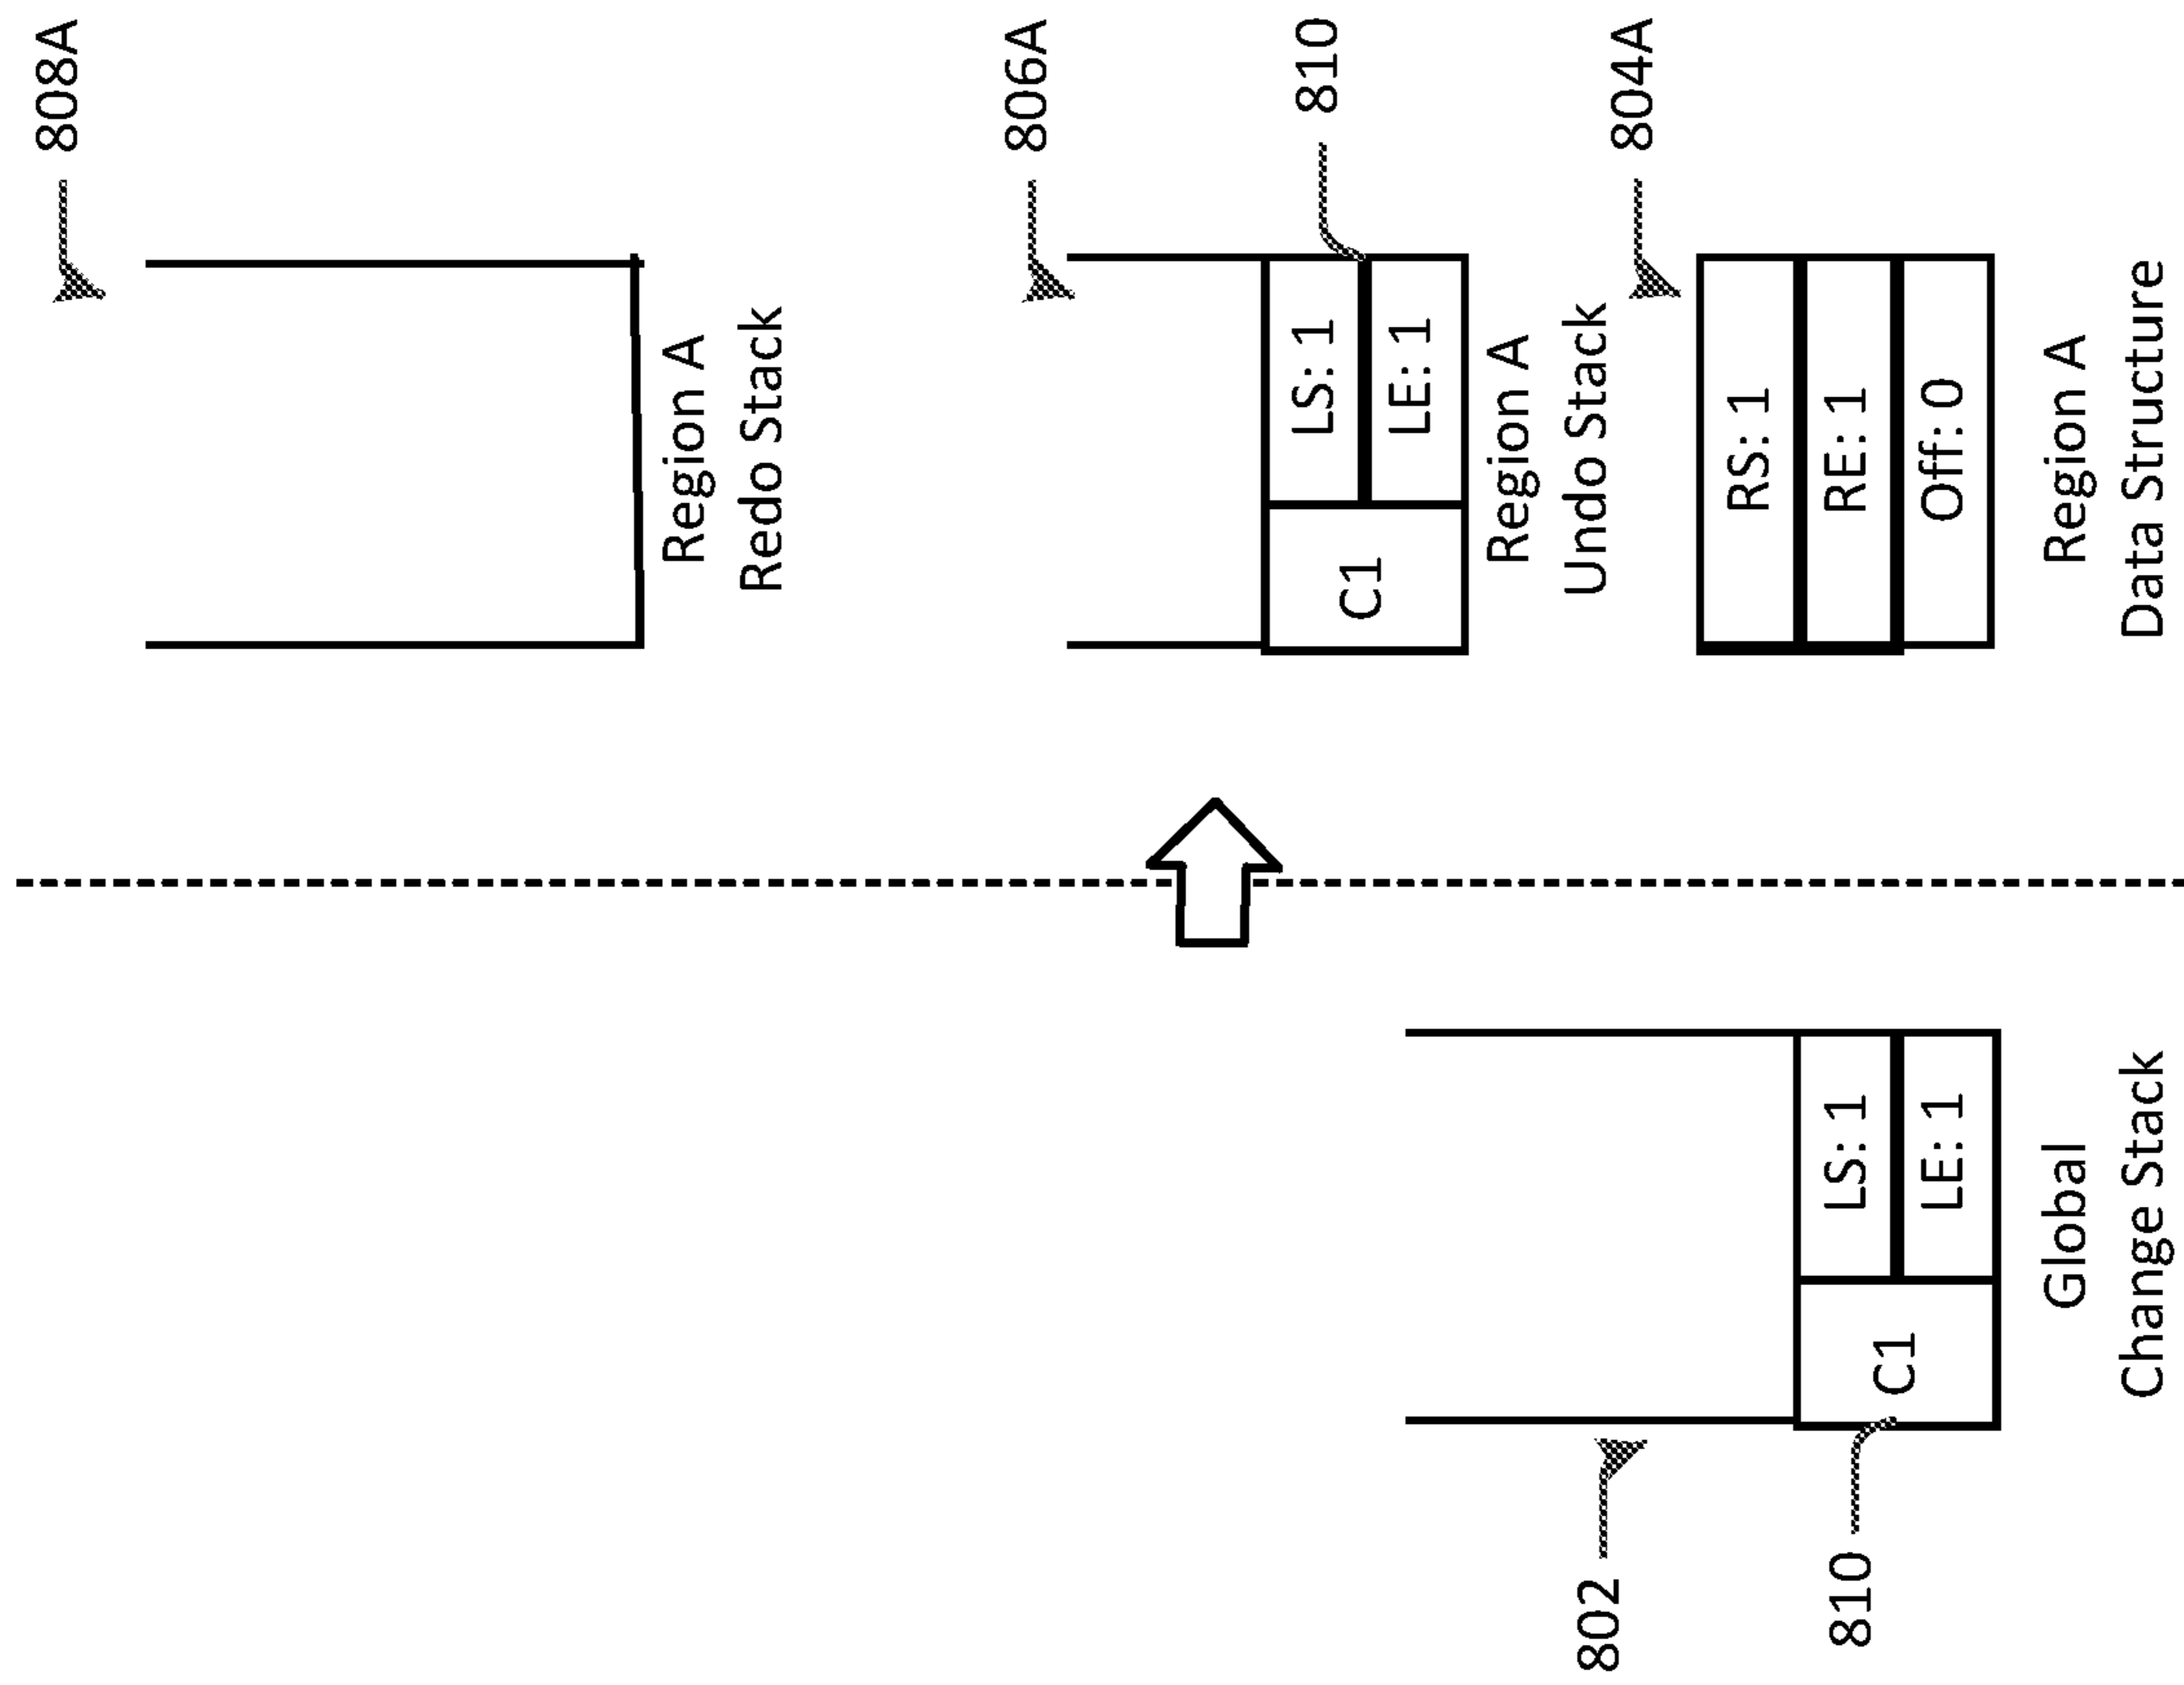 808A
Region A
Redo Stack
806A
810
C1
LS: 1
LE: 1
Region A
Undo Stack
804A
RS: 1
RE: 1
Off: 0
Region A
Data Structure
802
810
C1
LS: 1
LE: 1
Global
Change Stack